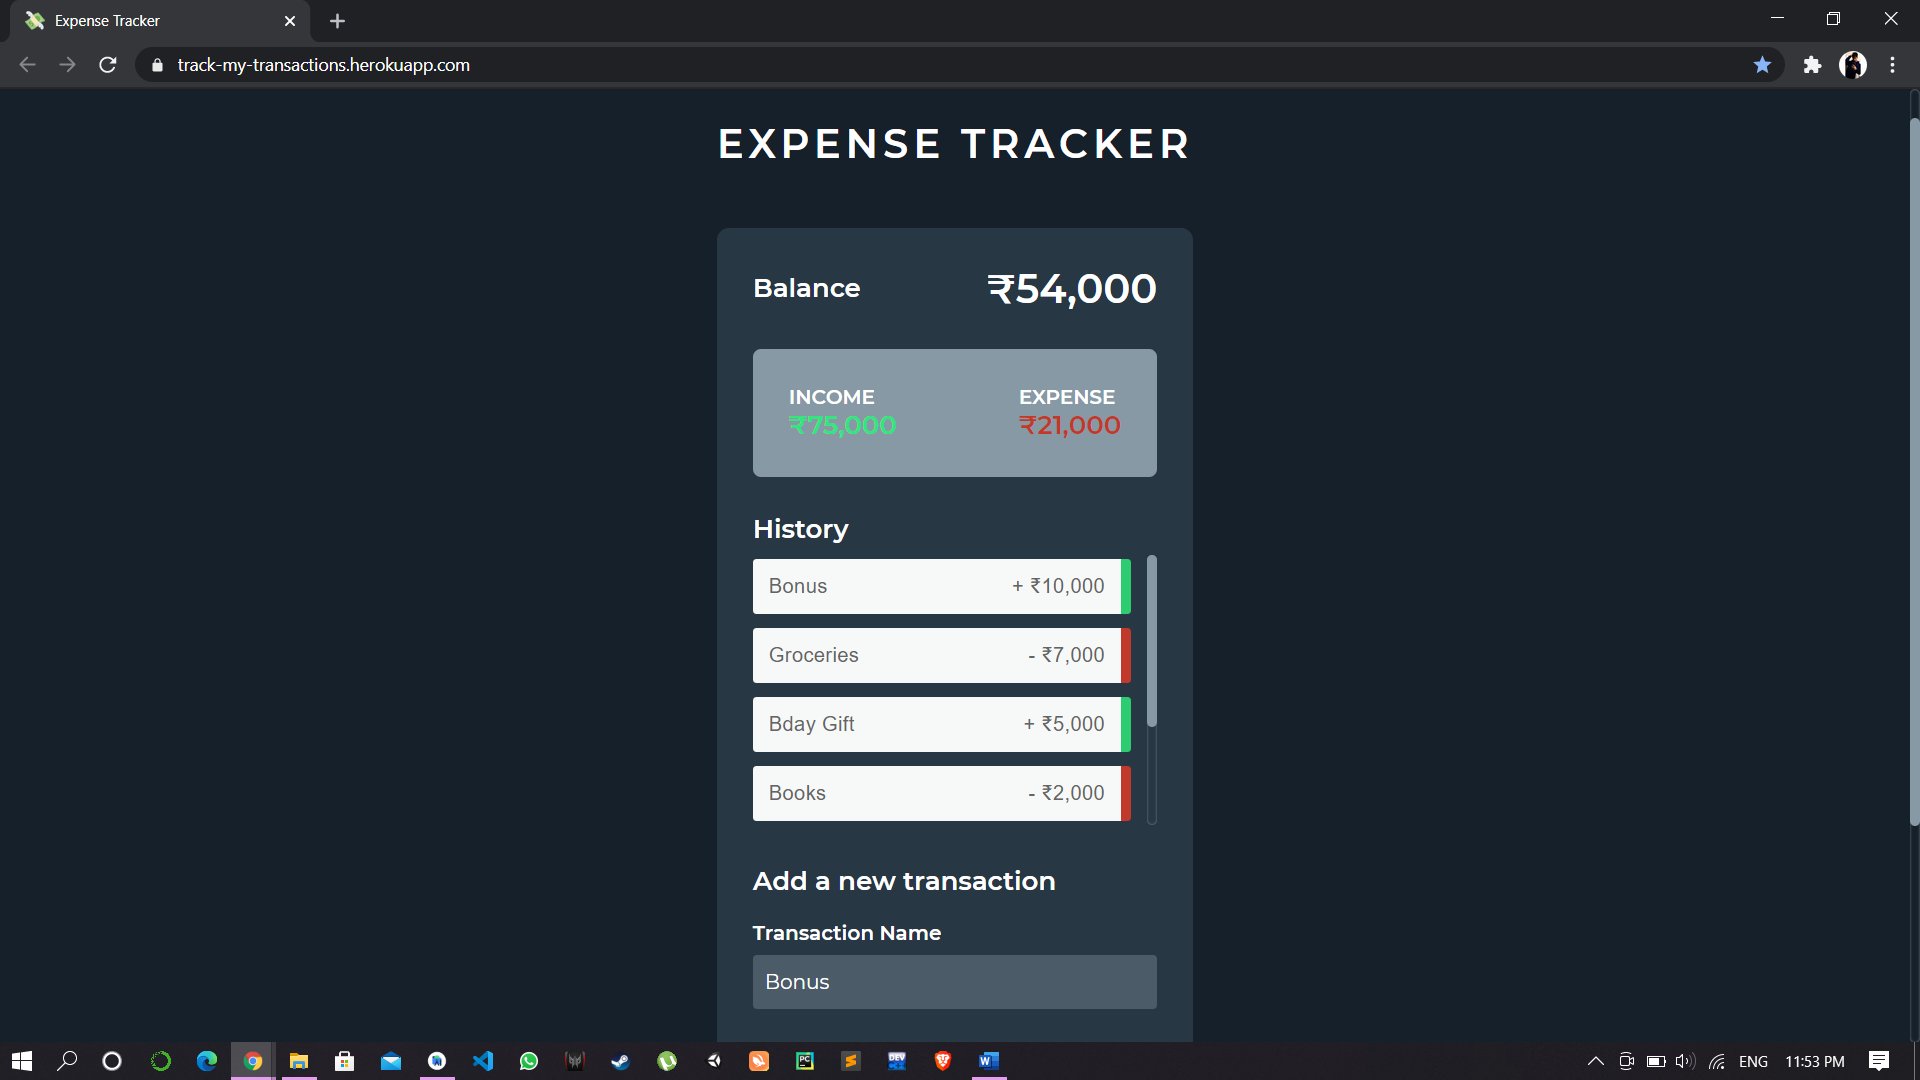 Expense Tracker
track-my-transactions.herokuapp.com
EXPENSE TRACKER
Balance ₹54,000
INCOME EXPENSE
₹75,000 ₹21,000
History
Bonus + ₹10,000
Groceries - ₹7,000
Bday Gift + ₹5,000
Books - ₹2,000
Add a new transaction
Transaction Name
Bonus
ENG 11:53 PM